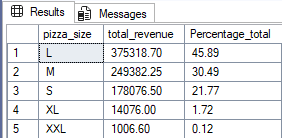 Results Messages
pizza_size total_revenue Percentage_total
1 L 375318.70 45.89
2 M 249382.25 30.49
3 S 178076.50 21.77
4 XL 14076.00 1.72
5 XXL 1006.60 0.12